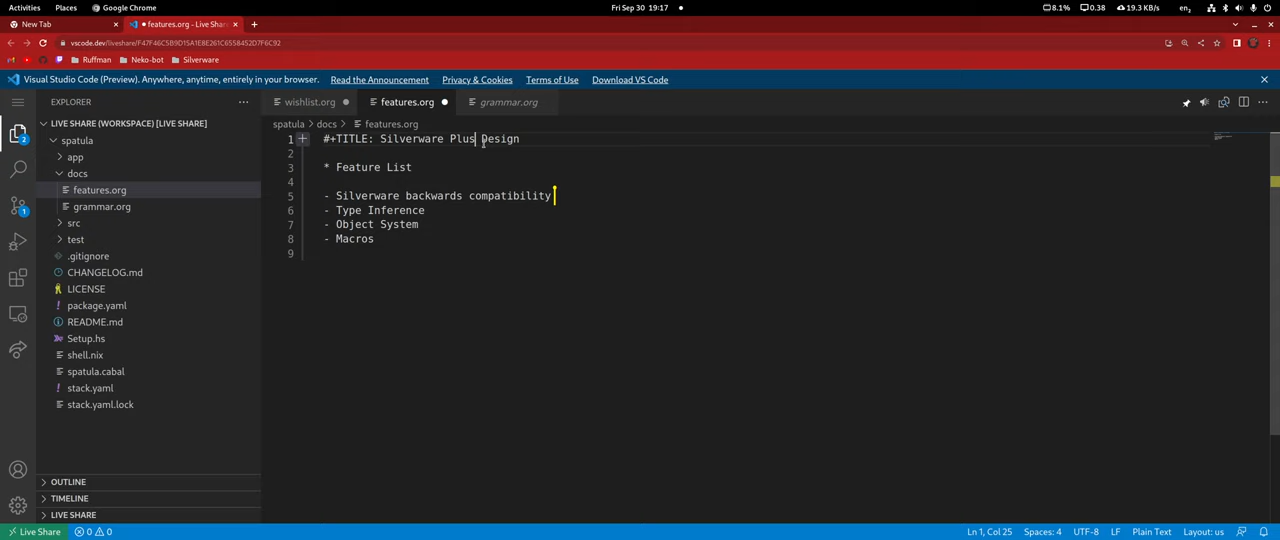 Activities Places Google Chrome Fri Sep 30 19:17 8.1% 0.38 19.3 KB/s en₂
New Tab features.org - Live Share
vscode.dev/liveshare/F47F46C5B9D15A1E8E261C6558452D7F6C92
Ruffman Neko-bot Silverware
Visual Studio Code (Preview). Anywhere, anytime, entirely in your browser. Read the Announcement Privacy & Cookies Terms of Use Download VS Code
EXPLORER wishlist.org features.org grammar.org
LIVE SHARE (WORKSPACE) [LIVE SHARE] spatula > docs > features.org
spatula
app
docs
features.org
grammar.org
src
test
.gitignore
CHANGELOG.md
LICENSE
package.yaml
README.md
Setup.hs
shell.nix
spatula.cabal
stack.yaml
stack.yaml.lock
OUTLINE
TIMELINE
LIVE SHARE
2
1
1 #+TITLE: Silverware Plus Design
2
3 * Feature List
4
5 - Silverware backwards compatibility
6 - Type Inference
7 - Object System
8 - Macros
9
Live Share 0 0 Ln 1, Col 25 Spaces: 4 UTF-8 LF Plain Text Layout: us